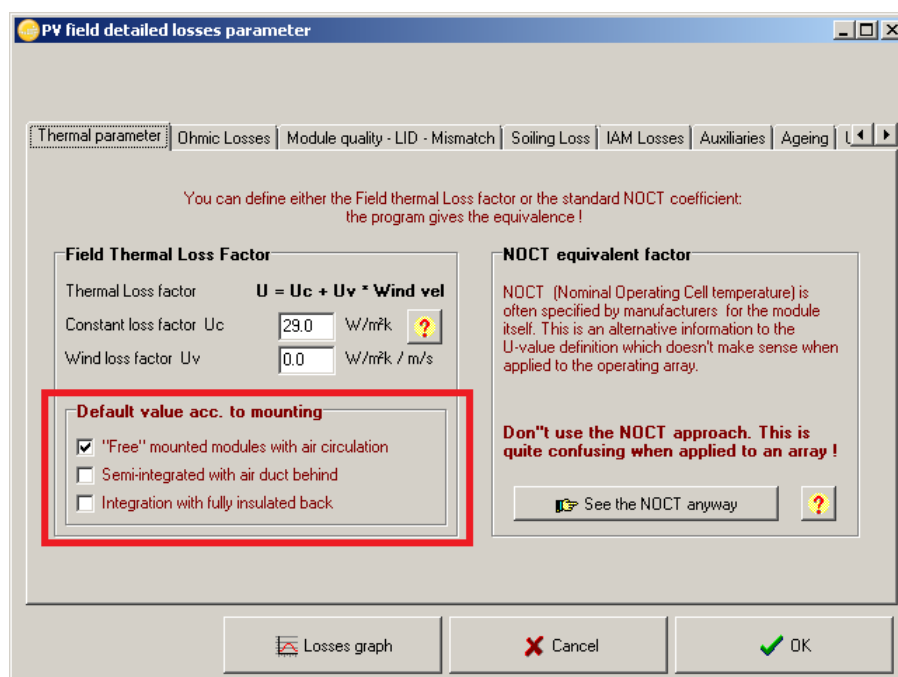 PV field detailed losses parameter
Thermal parameter Ohmic Losses Module quality - LID - Mismatch Soiling Loss IAM Losses Auxiliaries Ageing
You can define either the Field thermal Loss factor or the standard NOCT coefficient:
the program gives the equivalence !
Field Thermal Loss Factor
Thermal Loss factor U = Uc + Uv * Wind vel
Constant loss factor Uc 29.0 W/m²k ?
Wind loss factor Uv 0.0 W/m²k / m/s
Default value acc. to mounting
"Free" mounted modules with air circulation
Semi-integrated with air duct behind
Integration with fully insulated back
NOCT equivalent factor
NOCT (Nominal Operating Cell temperature) is
often specified by manufacturers for the module
itself. This is an alternative information to the
U-value definition which doesn't make sense when
applied to the operating array.
Don"t use the NOCT approach. This is
quite confusing when applied to an array !
See the NOCT anyway ?
Losses graph Cancel OK